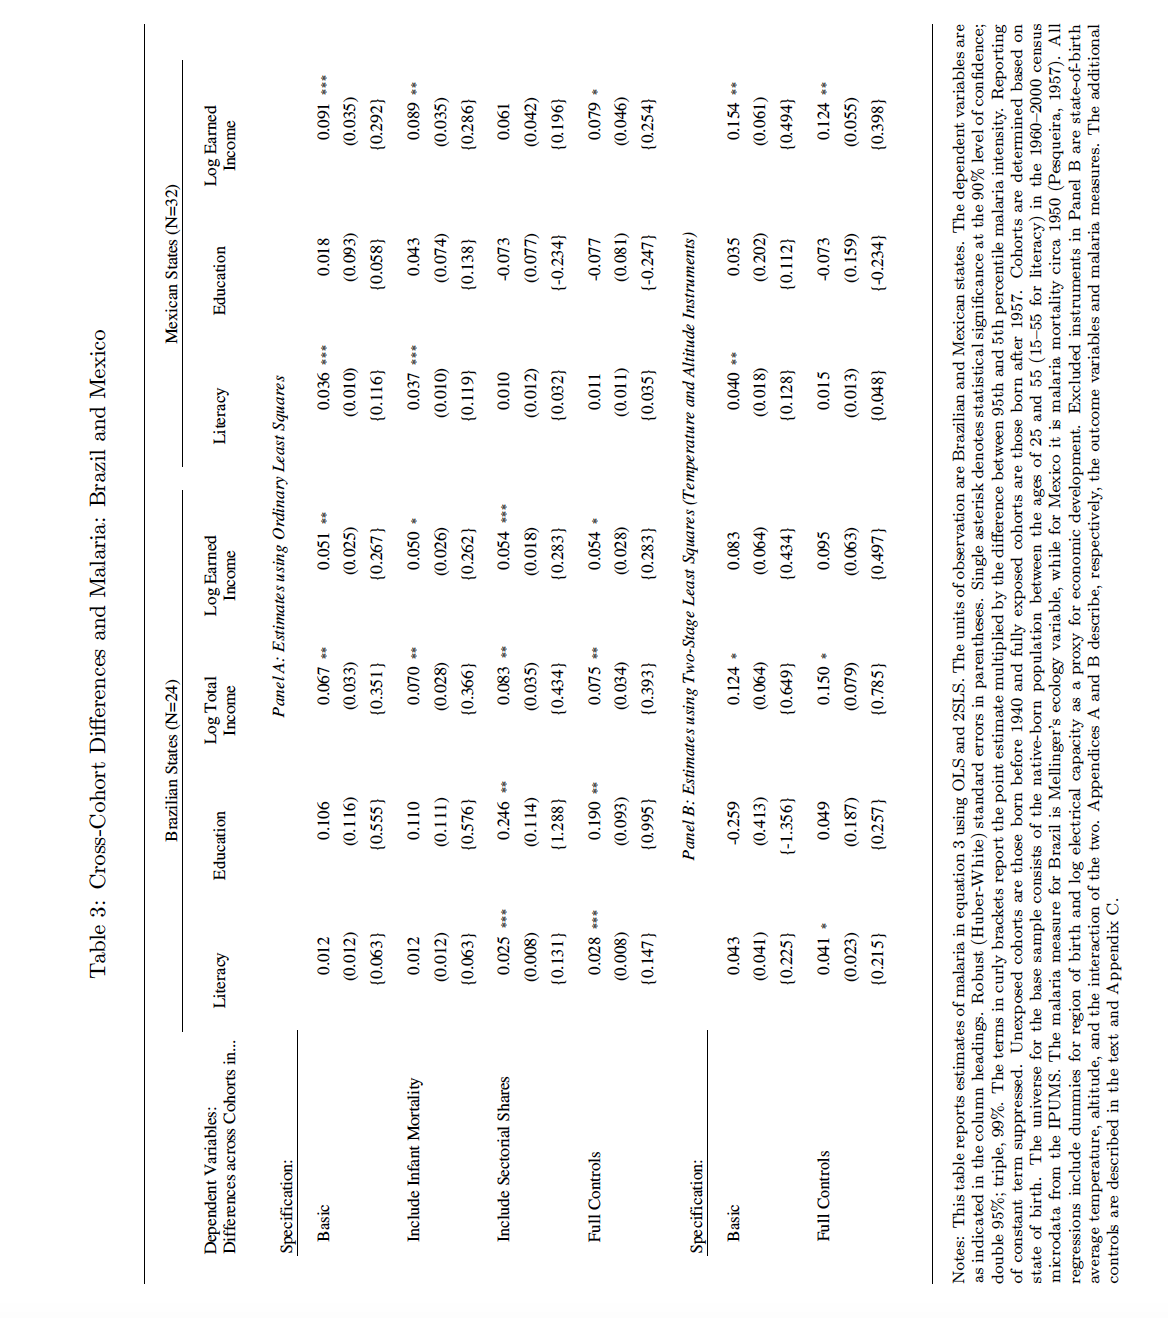 Table 3: Cross-Cohort Differences and Malaria: Brazil and Mexico
Brazilian States (N=24) Mexican States (N=32)
Dependent Variables: Literacy Education Log Total Log Earned Literacy Education Log Earned
Differences across Cohorts in... Income Income Income
Panel A: Estimates using Ordinary Least Squares
Specification:
Basic 0.012 0.106 0.067 ** 0.051 ** 0.036 *** 0.018 0.091 ***
(0.012) (0.116) (0.033) (0.025) (0.010) (0.093) (0.035)
{0.063} {0.555} {0.351} {0.267} {0.116} {0.058} {0.292}
Include Infant Mortality 0.012 0.110 0.070 ** 0.050 * 0.037 *** 0.043 0.089 **
(0.012) (0.111) (0.028) (0.026) (0.010) (0.074) (0.035)
{0.063} {0.576} {0.366} {0.262} {0.119} {0.138} {0.286}
Include Sectorial Shares 0.025 *** 0.246 ** 0.083 ** 0.054 *** 0.010 -0.073 0.061
(0.008) (0.114) (0.035) (0.018) (0.012) (0.077) (0.042)
{0.131} {1.288} {0.434} {0.283} {0.032} {-0.234} {0.196}
Full Controls 0.028 *** 0.190 ** 0.075 ** 0.054 * 0.011 -0.077 0.079 *
(0.008) (0.093) (0.034) (0.028) (0.011) (0.081) (0.046)
{0.147} {0.995} {0.393} {0.283} {0.035} {-0.247} {0.254}
Panel B: Estimates using Two-Stage Least Squares (Temperature and Altitude Instruments)
Specification:
Basic 0.043 -0.259 0.124 * 0.083 0.040 ** 0.035 0.154 **
(0.041) (0.413) (0.064) (0.064) (0.018) (0.202) (0.061)
{0.225} {-1.356} {0.649} {0.434} {0.128} {0.112} {0.494}
Full Controls 0.041 * 0.049 0.150 * 0.095 0.015 -0.073 0.124 **
(0.023) (0.187) (0.079) (0.063) (0.013) (0.159) (0.055)
{0.215} {0.257} {0.785} {0.497} {0.048} {-0.234} {0.398}
Notes: This table reports estimates of malaria in equation 3 using OLS and 2SLS. The units of observation are Brazilian and Mexican states. The dependent variables are
as indicated in the column headings. Robust (Huber-White) standard errors in parentheses. Single asterisk denotes statistical significance at the 90% level of confidence;
double 95%; triple, 99%. The terms in curly brackets report the point estimate multiplied by the difference between 95th and 5th percentile malaria intensity. Reporting
of constant term suppressed. Unexposed cohorts are those born before 1940 and fully exposed cohorts are those born after 1957. Cohorts are determined based on
state of birth. The universe for the base sample consists of the native-born population between the ages of 25 and 55 (15–55 for literacy) in the 1960–2000 census
microdata from the IPUMS. The malaria measure for Brazil is Mellinger's ecology variable, while for Mexico it is malaria mortality circa 1950 (Pesqueira, 1957). All
regressions include dummies for region of birth and log electrical capacity as a proxy for economic development. Excluded instruments in Panel B are state-of-birth
average temperature, altitude, and the interaction of the two. Appendices A and B describe, respectively, the outcome variables and malaria measures. The additional
controls are described in the text and Appendix C.